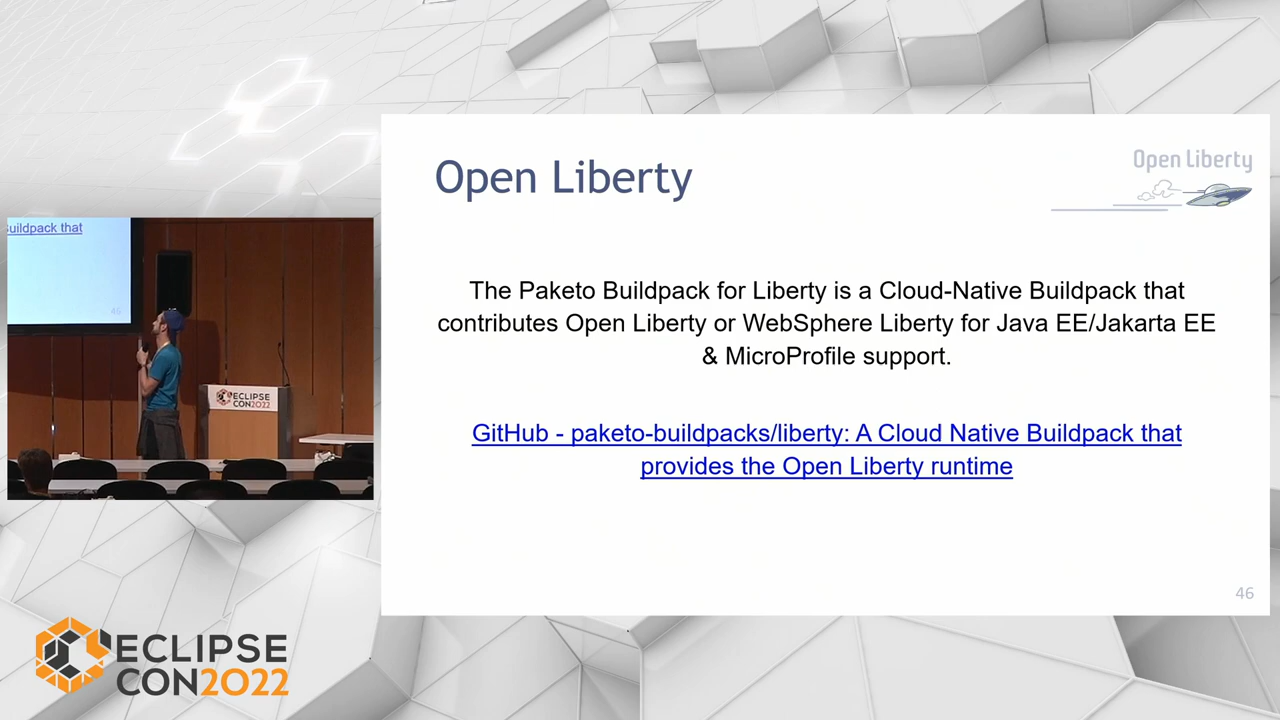 Open Liberty
Open Liberty
The Paketo Buildpack for Liberty is a Cloud-Native Buildpack that
contributes Open Liberty or WebSphere Liberty for Java EE/Jakarta EE
& MicroProfile support.
GitHub - paketo-buildpacks/liberty: A Cloud Native Buildpack that
provides the Open Liberty runtime
46
Buildpack that
46
ECLIPSE
CON2022
ECLIPSE
CON2022